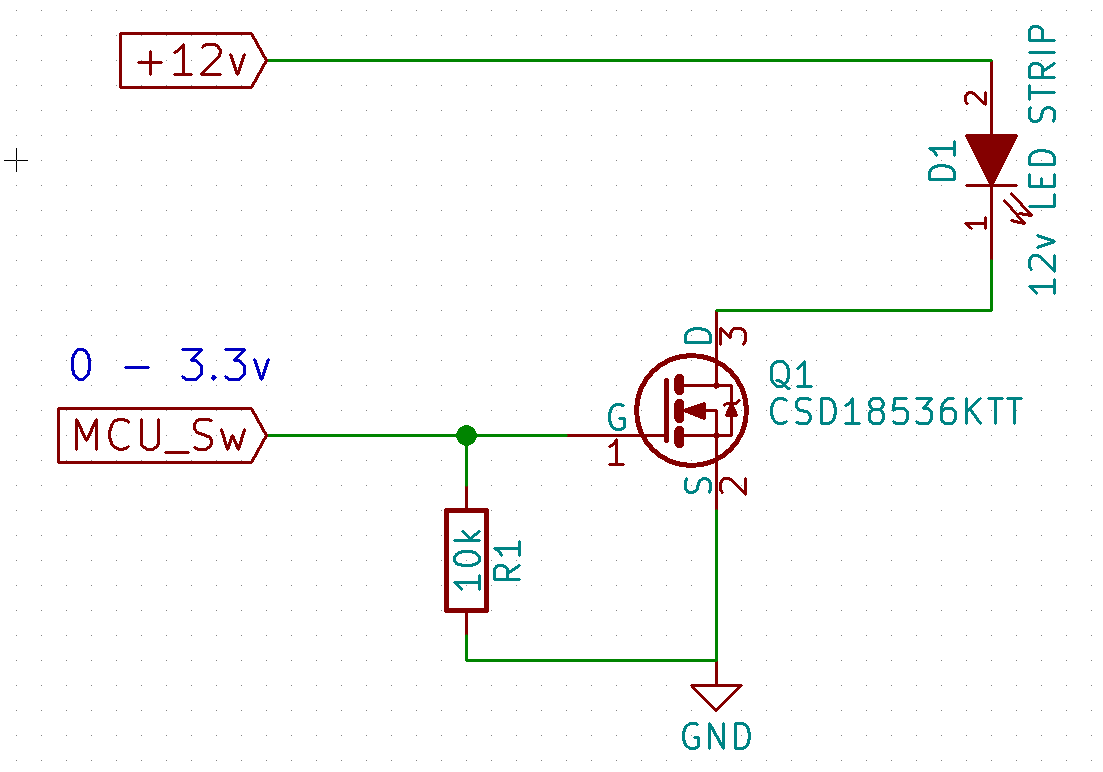 +12v
2
D1
12v LED STRIP
1
0 - 3.3v
MCU_Sw
D
3
G
1
Q1
CSD18536KTT
S
2
10k
R1
GND